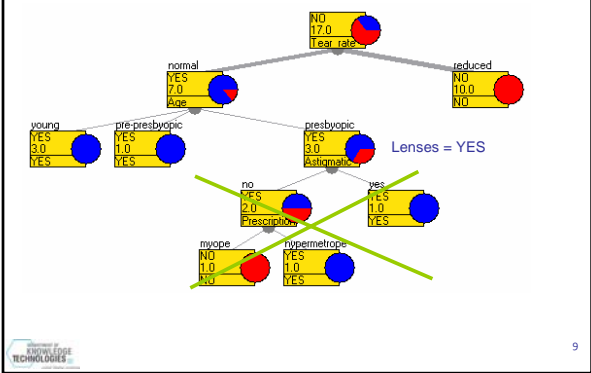 NO
17.0
Tear_rate
normal
YES
7.0
Age
reduced
NO
10.0
NO
young
YES
3.0
YES
pre-presbyopic
YES
1.0
YES
presbyopic
YES
3.0
Astigmatic
Lenses = YES
no
YES
2.0
Prescription
yes
YES
1.0
YES
myope
NO
1.0
NO
hypermetrope
YES
1.0
YES
DEPARTMENT OF
KNOWLEDGE
TECHNOLOGIES
9